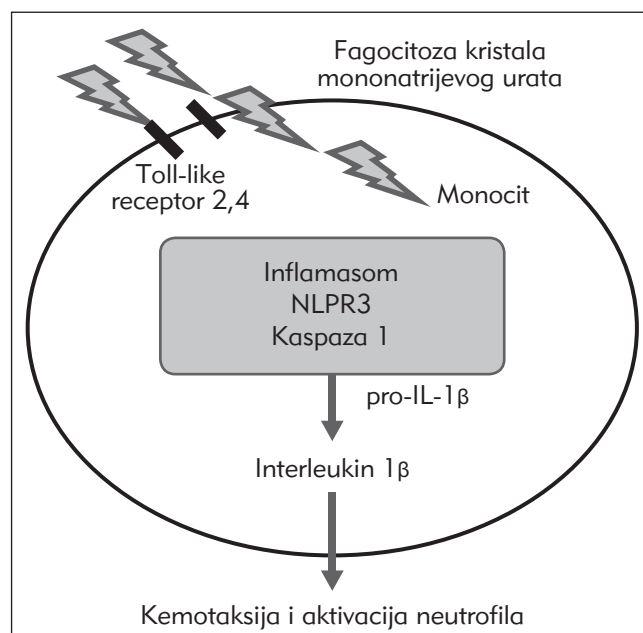 Fagocitoza kristala
mononatrijevog urata
Toll-like
receptor 2,4
Monocit
Inflamasom
NLPR3
Kaspaza 1
pro-IL-1β
Interleukin 1β
Kemotaksija i aktivacija neutrofila